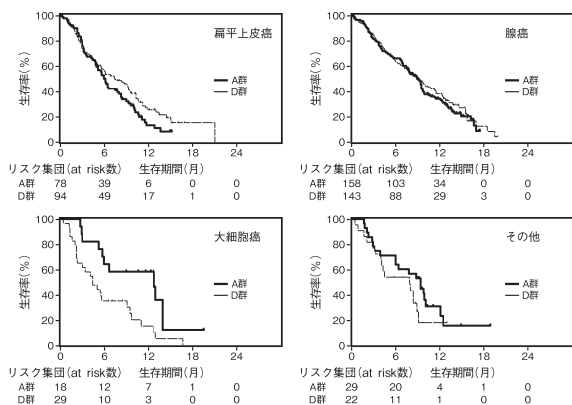 扁平上皮癌
100
80
60
40
20
0
生存率(%)
A群
D群
0 6 12 18 24
リスク集団(at risk数) 生存期間(月)
A群 78 39 6 0 0
D群 94 49 17 1 0
腺癌
100
80
60
40
20
0
生存率(%)
A群
D群
0 6 12 18 24
リスク集団(at risk数) 生存期間(月)
A群 158 103 34 0 0
D群 143 88 29 3 0
大細胞癌
100
80
60
40
20
0
生存率(%)
A群
D群
0 6 12 18 24
リスク集団(at risk数) 生存期間(月)
A群 18 12 7 1 0
D群 29 10 3 0 0
その他
100
80
60
40
20
0
生存率(%)
A群
D群
0 6 12 18 24
リスク集団(at risk数) 生存期間(月)
A群 29 20 4 1 0
D群 22 11 1 0 0